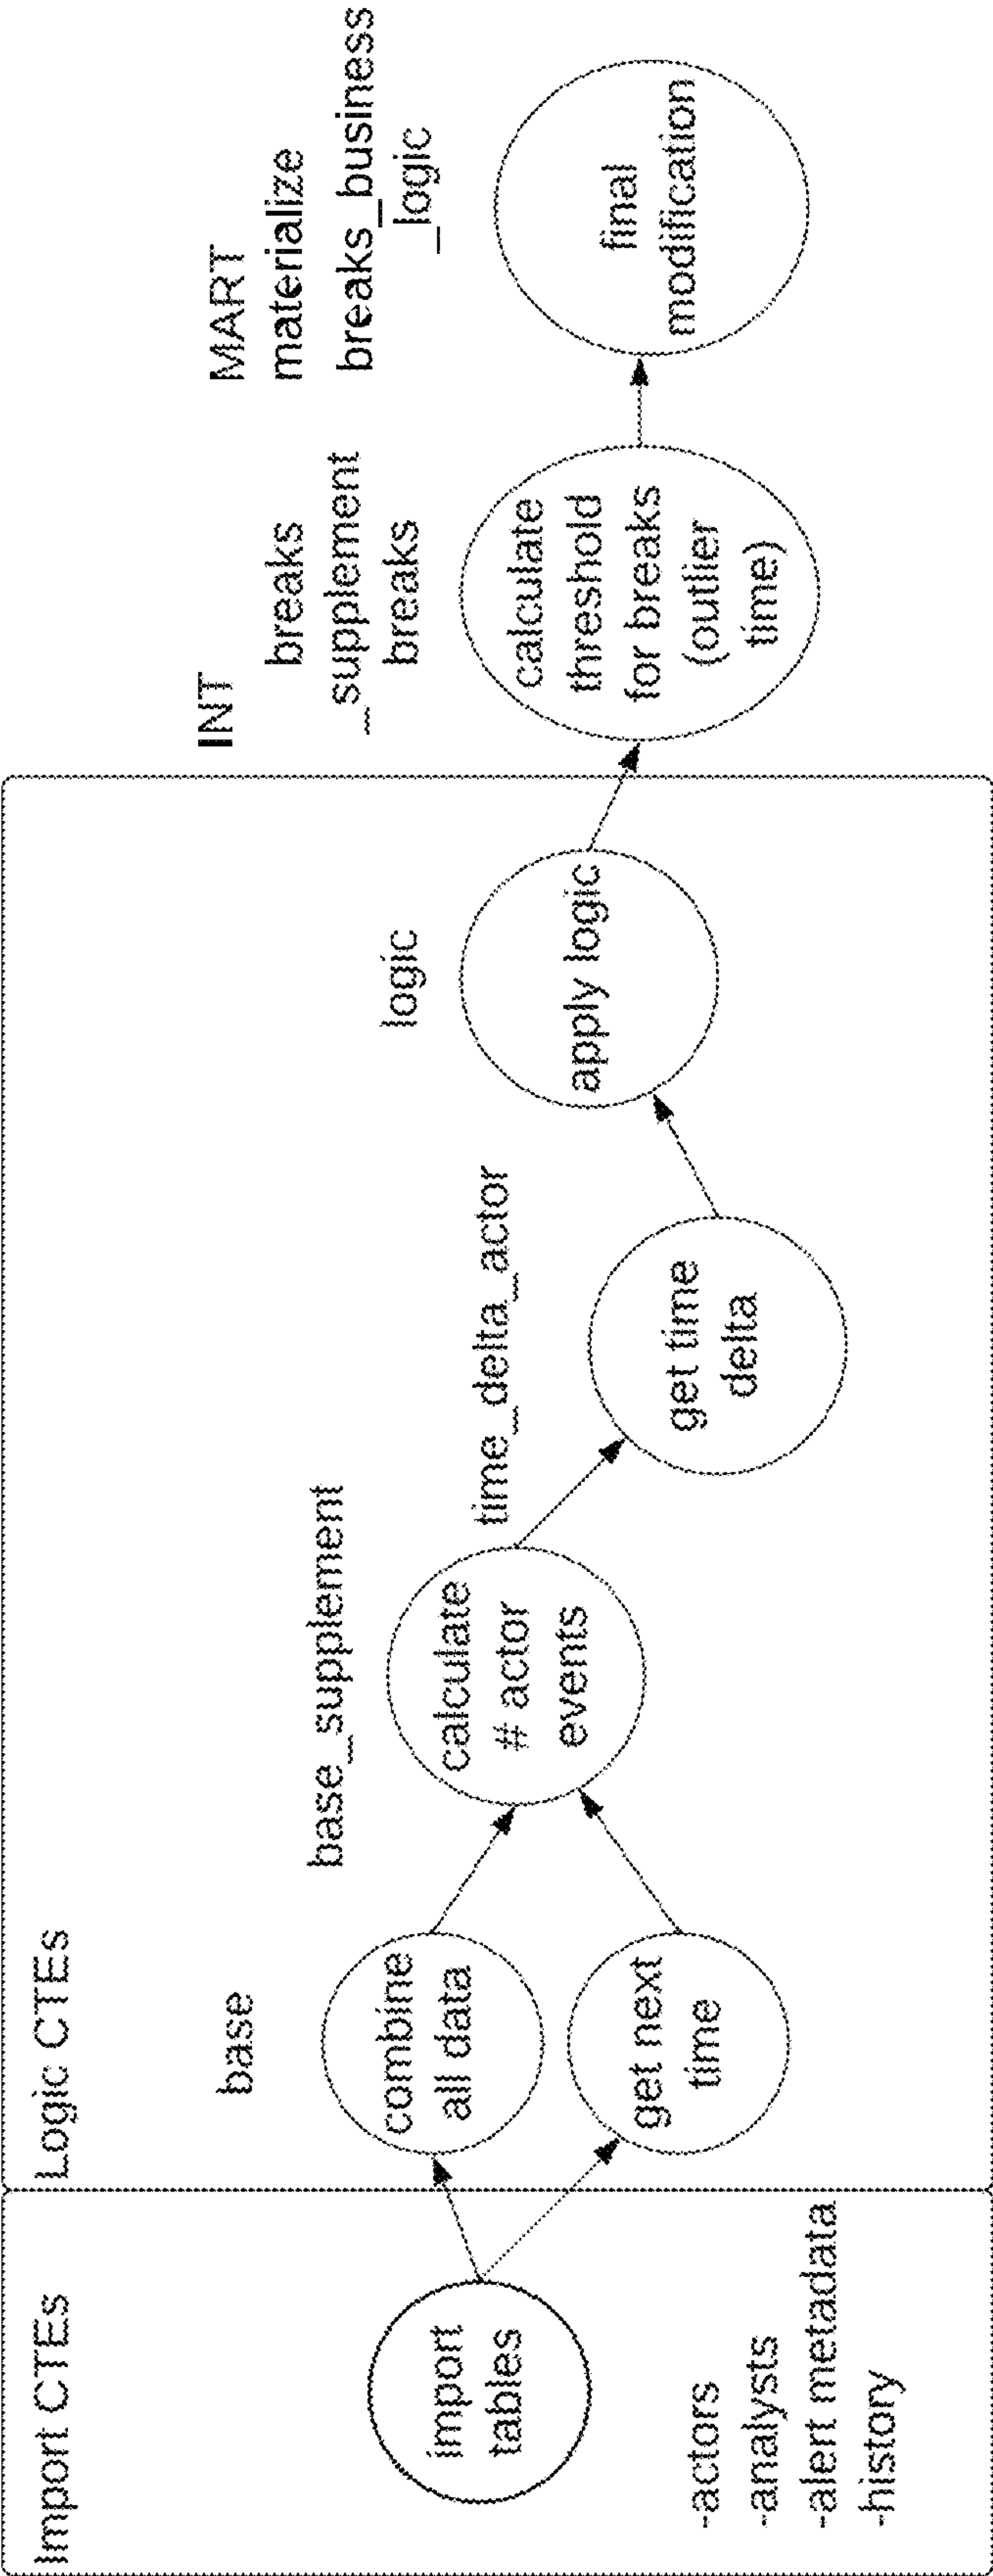 Import CTEs
import
tables
-actors
-analysts
-alert metadata
-history
Logic CTEs
base
combine
all data
get next
time
base_supplement
calculate
# actor
events
time_delta_actor
get time
delta
logic
apply logic
INT
breaks
_supplement
breaks
calculate
threshold
for breaks
(outlier
time)
MART
materialize
breaks_business
_logic
final
modification